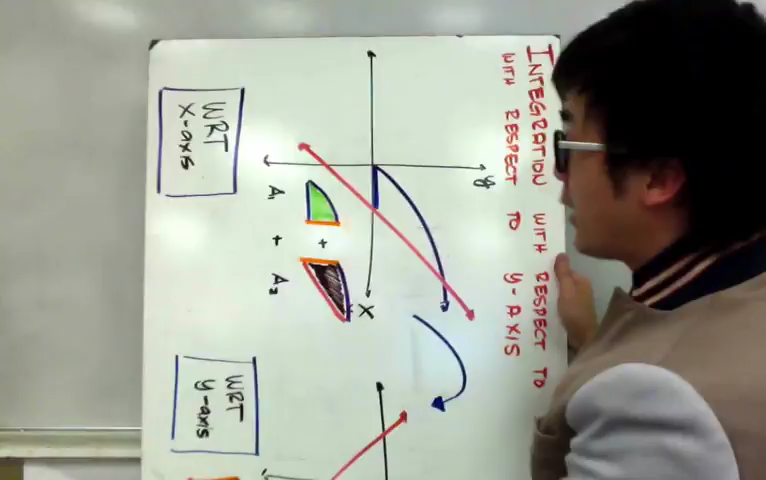 INTEGRATION WITH RESPECT TO
WITH RESPECT TO y-AXIS
y
x
A₁ + A₂
+
WRT
x-axis
WRT
y-axis